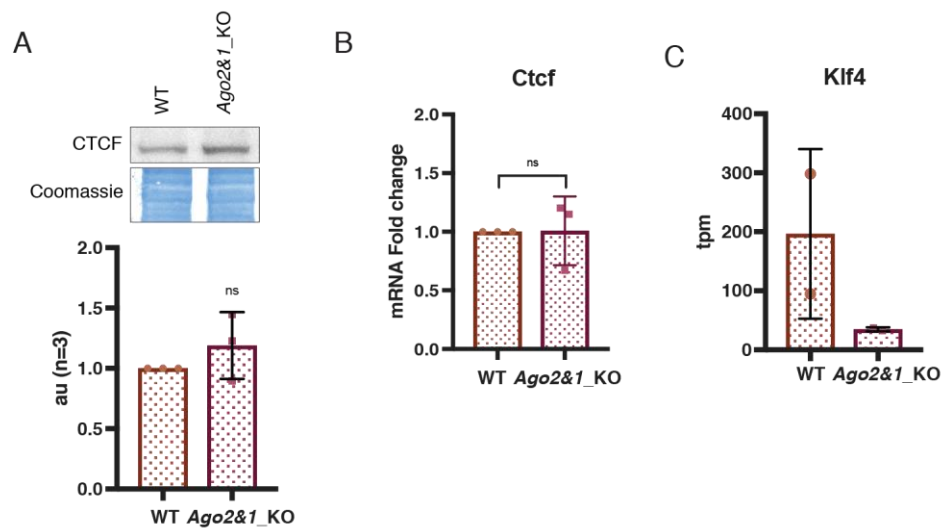 A
WT
Ago2&1_KO
CTCF
Coomassie
2.0
1.5
1.0
0.5
0.0
au (n=3)
ns
WT Ago2&1_KO
B
Ctcf
2.0
1.5
1.0
0.5
0.0
mRNA Fold change
ns
WT Ago2&1_KO
C
Klf4
400
300
200
100
0
tpm
WT Ago2&1_KO